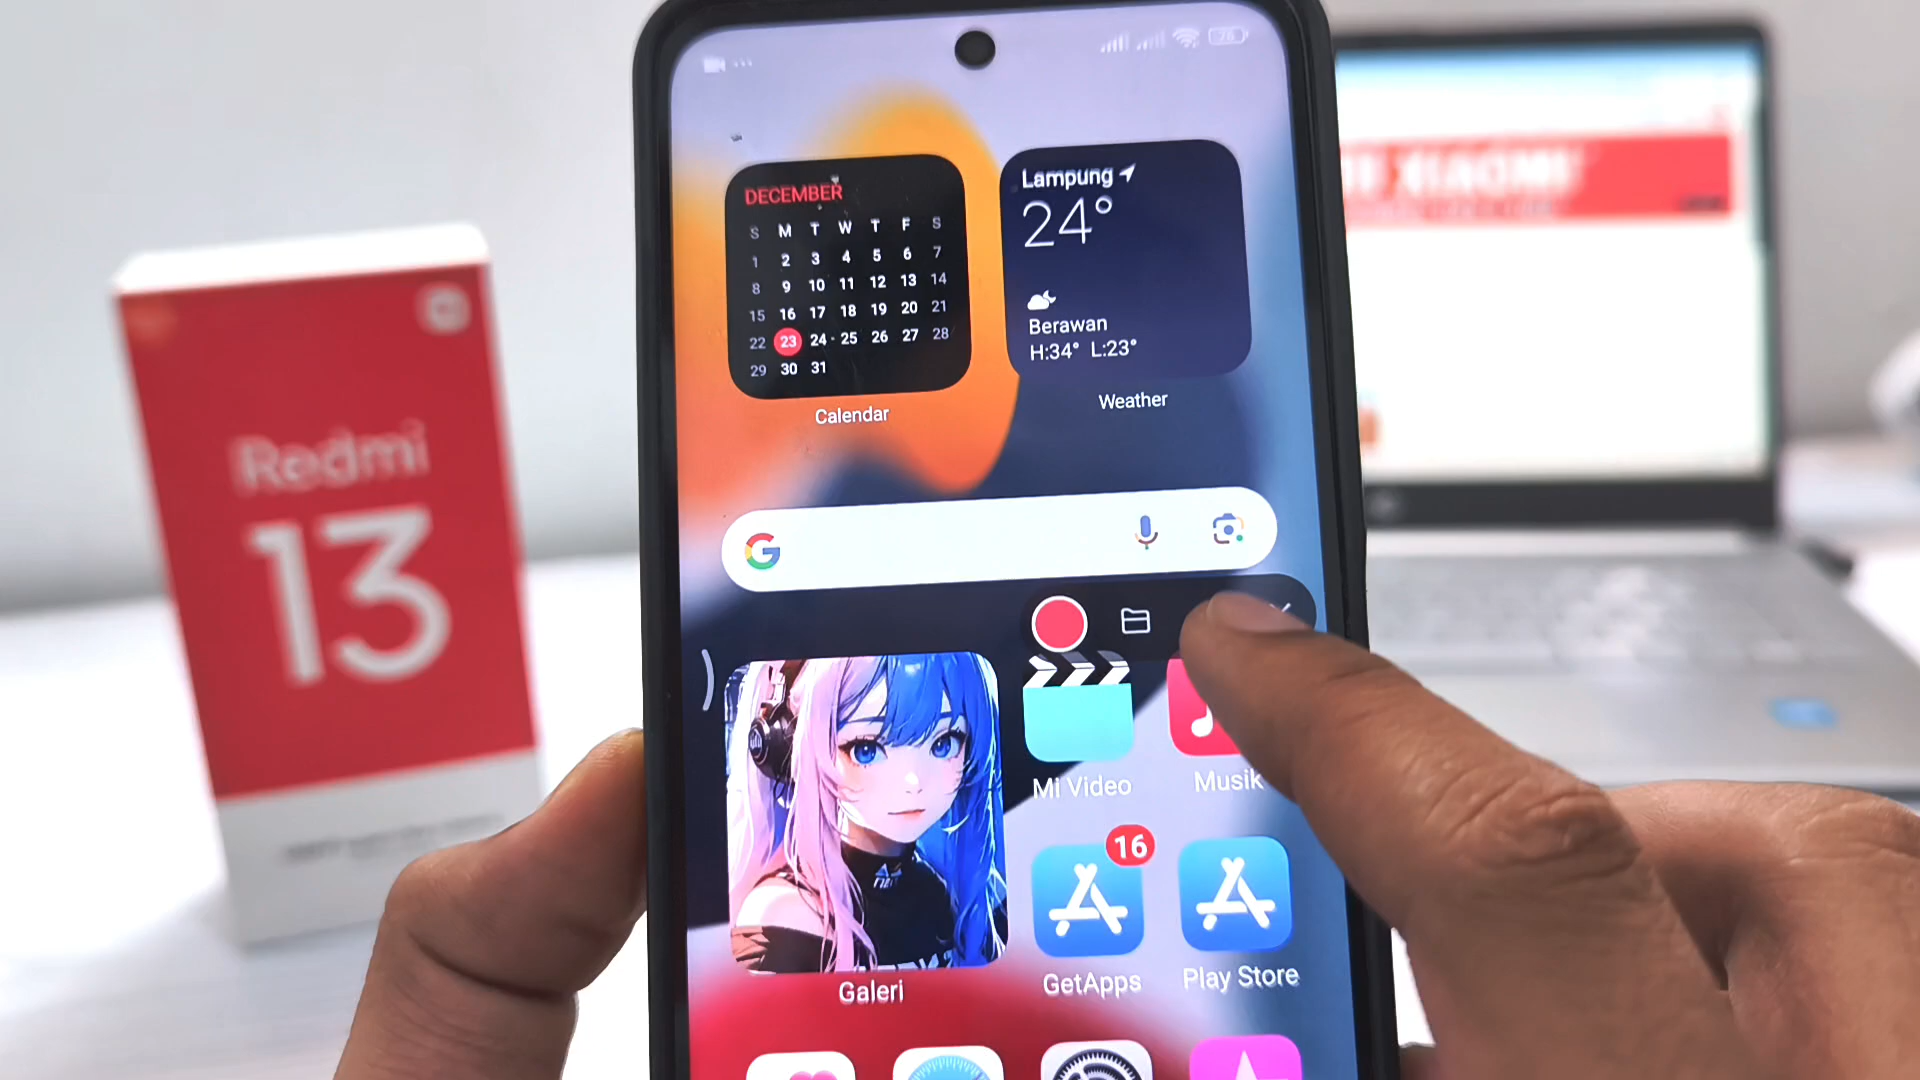 76
DECEMBER
S M T W T F S
1 2 3 4 5 6 7
8 9 10 11 12 13 14
15 16 17 18 19 20 21
22 23 24 25 26 27 28
29 30 31
Calendar
Lampung
24°
Berawan
H:34° L:23°
Weather
XIAOMI
Redmi
13
G
Mi Video
Musik
16
Galeri
GetApps
Play Store